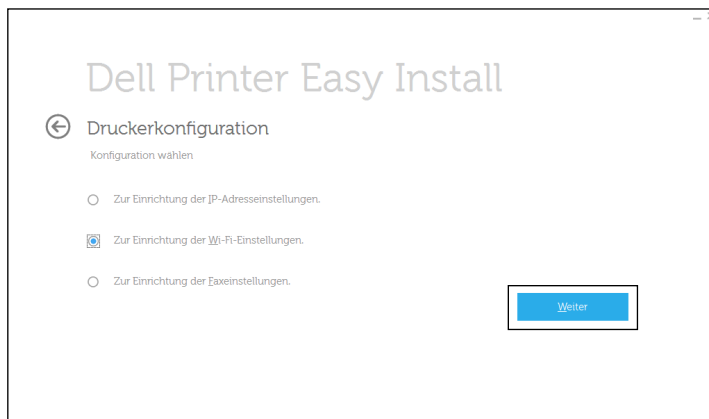 Dell Printer Easy Install
Druckerkonfiguration
Konfiguration wählen
Zur Einrichtung der IP-Adresseinstellungen.
Zur Einrichtung der Wi-Fi-Einstellungen.
Zur Einrichtung der Faxeinstellungen.
Weiter